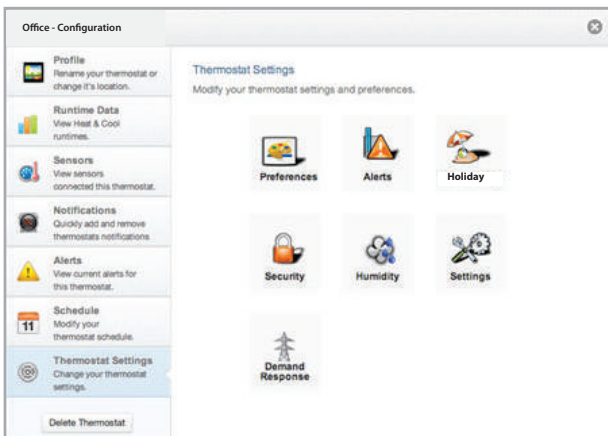 Office - Configuration
Profile
Rename your thermostat or
change it's location.
Runtime Data
View Heat & Cool
runtimes.
Sensors
View sensors
connected this thermostat.
Notifications
Quickly add and remove
thermostats notifications
Alerts
View current alerts for
this thermostat.
11
Schedule
Modify your
thermostat schedule.
Thermostat Settings
Change your thermostat
settings.
Delete Thermostat
Thermostat Settings
Modify your thermostat settings and preferences.
Preferences
Alerts
Holiday
Security
Humidity
Settings
Demand
Response